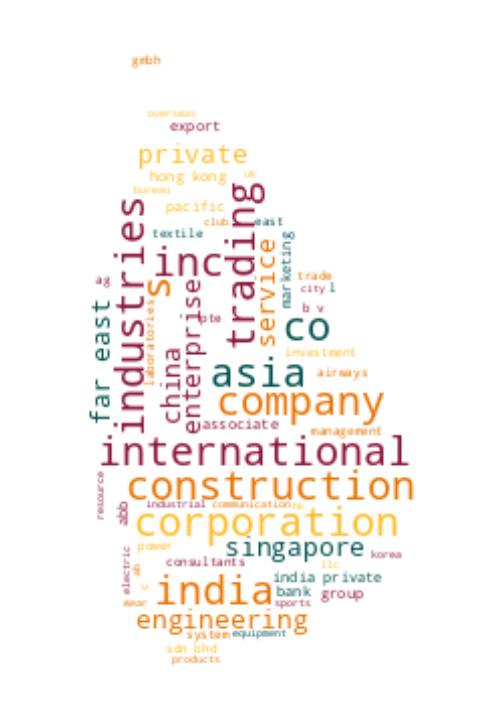 gmbh
overseas
export
private
hong kong
uk
bureau
pacific
club
east
textile
trading
industries
inc
s
service
marketing
trade
city
l
ag
far east
laboratories
enterprise
pte
b v
co
china
investment
asia
airways
company
associate
management
international
construction
resource
abb
industrial
communication
hk
corporation
singapore
korea
power
consultants
llc
electric
ab
india private
v
india
bank
group
wear
sports
engineering
system
equipment
sdn bhd
products